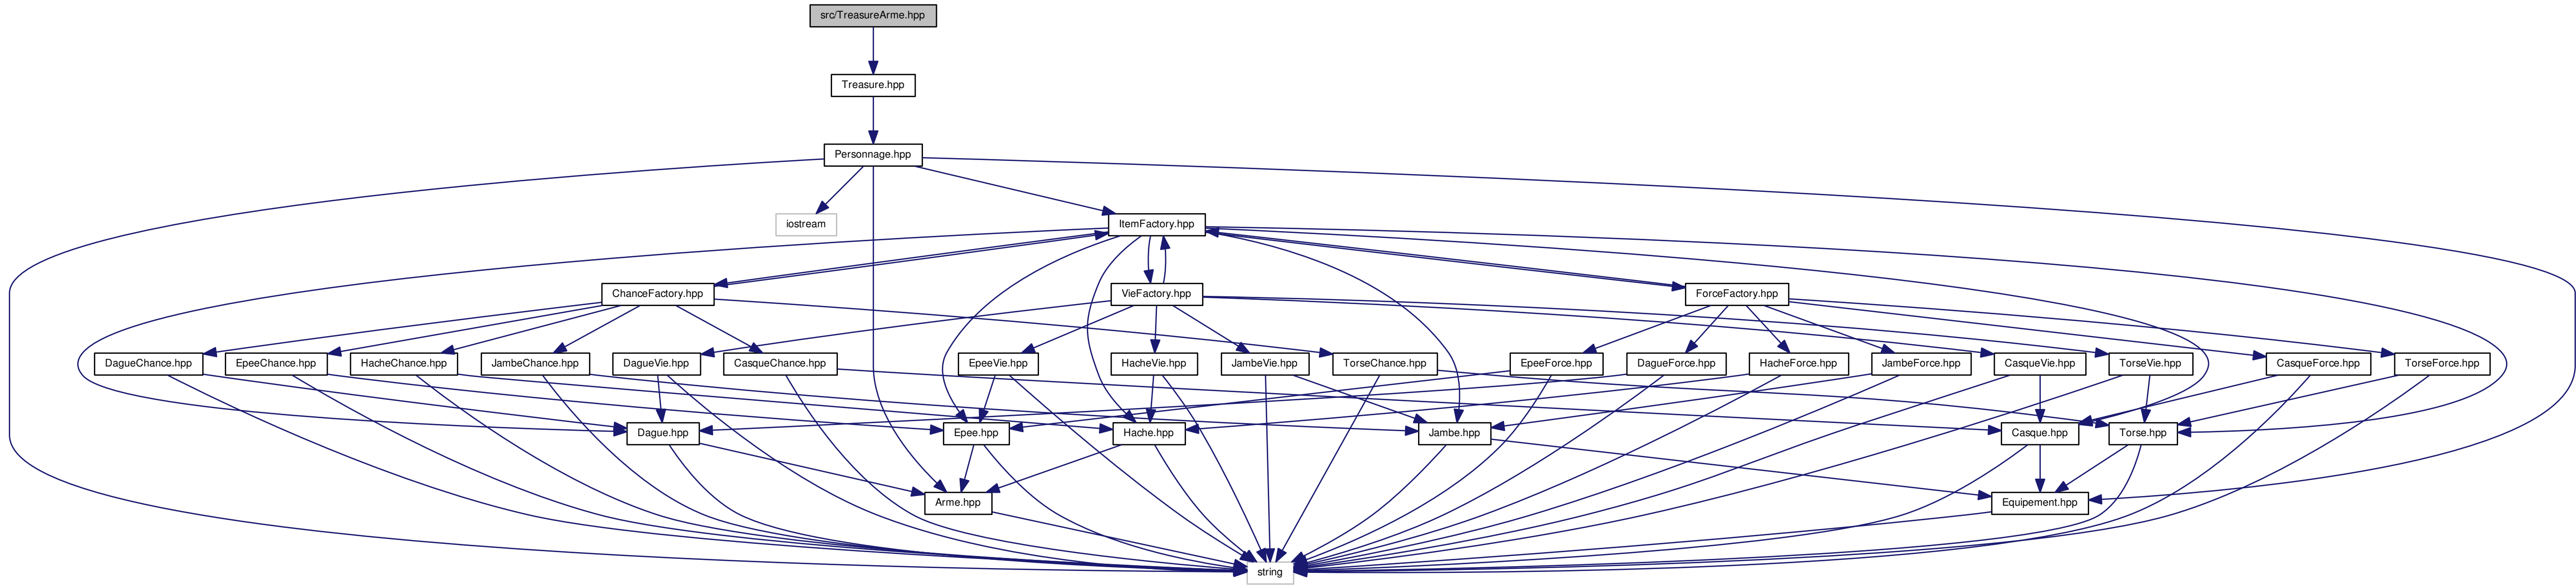 src/TreasureArme.hpp
Treasure.hpp
Personnage.hpp
iostream
ItemFactory.hpp
ChanceFactory.hpp
VieFactory.hpp
ForceFactory.hpp
DagueChance.hpp
EpeeChance.hpp
HacheChance.hpp
JambeChance.hpp
DagueVie.hpp
CasqueChance.hpp
EpeeVie.hpp
HacheVie.hpp
JambeVie.hpp
TorseChance.hpp
EpeeForce.hpp
DagueForce.hpp
HacheForce.hpp
JambeForce.hpp
CasqueVie.hpp
TorseVie.hpp
CasqueForce.hpp
TorseForce.hpp
Dague.hpp
Epee.hpp
Hache.hpp
Jambe.hpp
Casque.hpp
Torse.hpp
Arme.hpp
Equipement.hpp
string